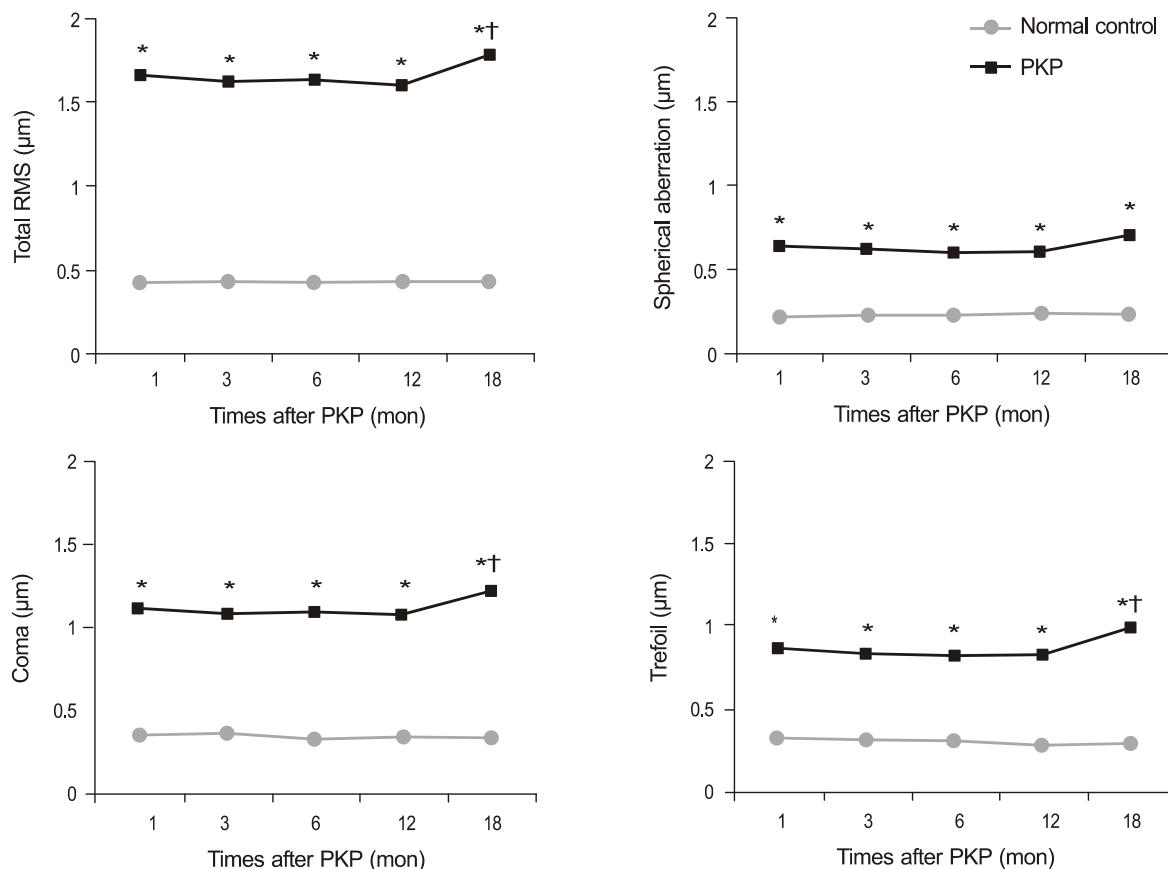 2
1.5
1
0.5
0
Total RMS (µm)
* * * * *†
1 3 6 12 18
Times after PKP (mon)
2
1.5
1
0.5
0
Spherical aberration (µm)
Normal control
PKP
* * * * *
1 3 6 12 18
Times after PKP (mon)
2
1.5
1
0.5
0
Coma (µm)
* * * * *†
1 3 6 12 18
Times after PKP (mon)
2
1.5
1
0.5
0
Trefoil (µm)
* * * * *†
1 3 6 12 18
Times after PKP (mon)